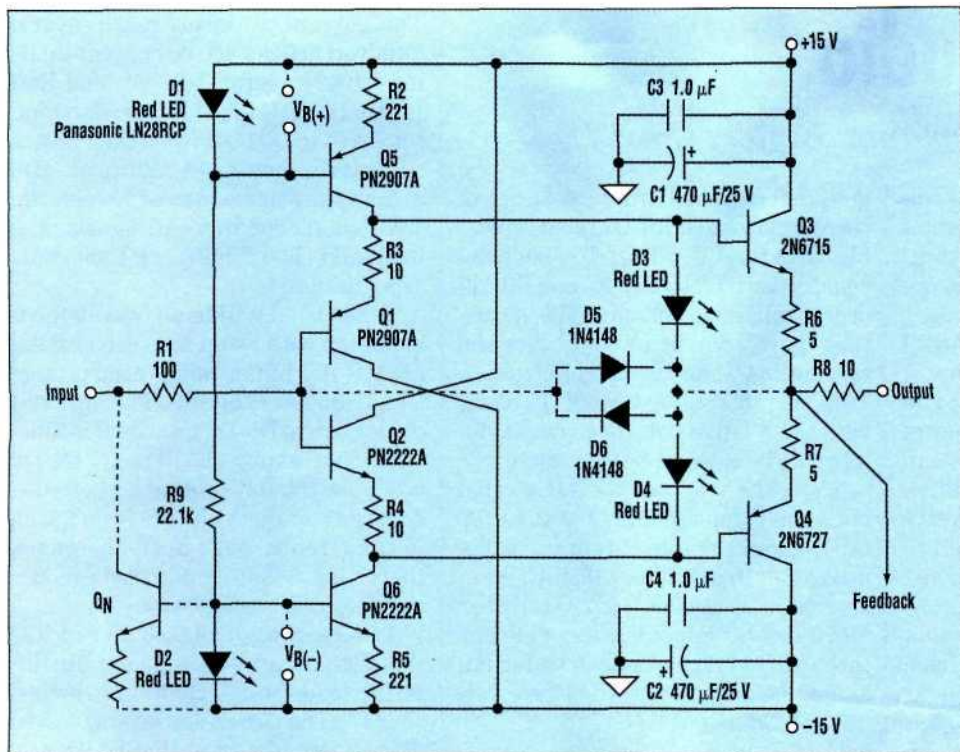 +15 V
D1
Red LED
Panasonic LN28RCP
VB(+)
R2
221
C3 1.0 µF
Q5
PN2907A
+
C1 470 µF/25 V
Q3
2N6715
R3
10
D3
Red LED
Q1
PN2907A
D5
1N4148
R6
5
R1
100
R8 10
Input
Output
Q2
PN2222A
D6
1N4148
R7
5
D4
Red LED
R9
22.1k
R4
10
Q4
2N6727
C4 1.0 µF
QN
Q6
PN2222A
Feedback
D2
Red LED
VB(–)
R5
221
+
C2 470 µF/25 V
–15 V